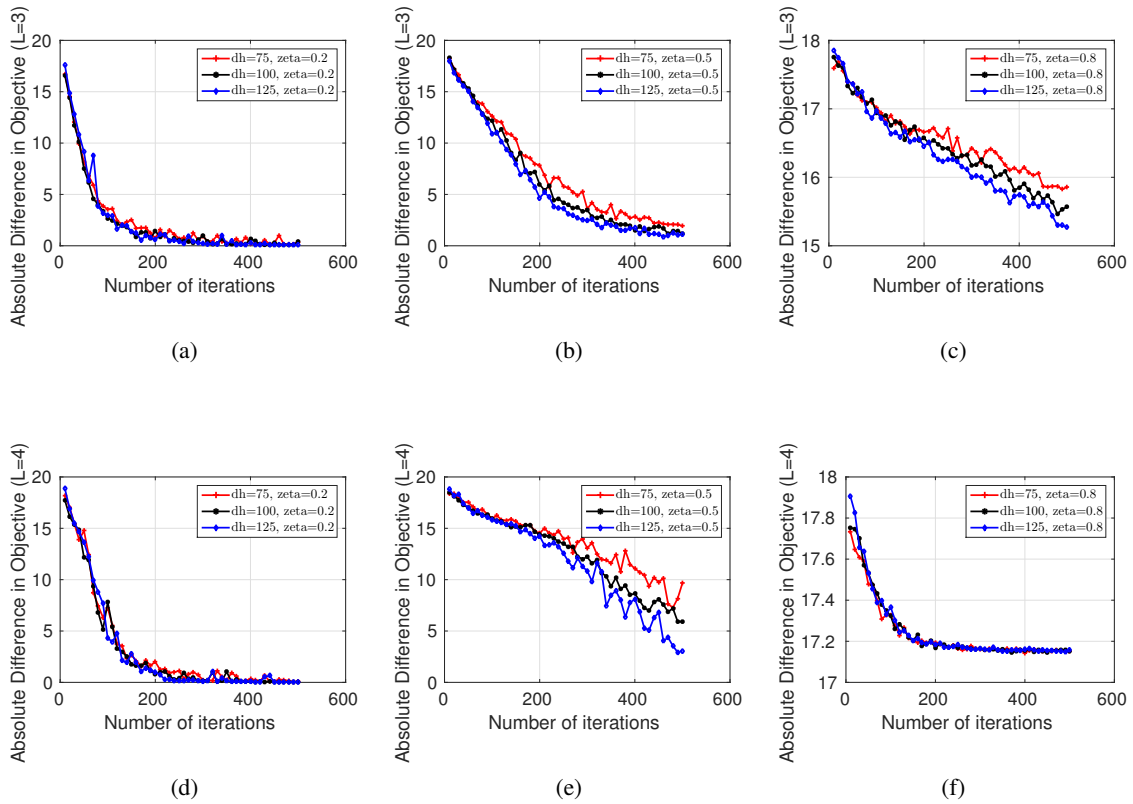 Absolute Difference in Objective (L=3)
20
15
10
5
0
0
200
400
600
Number of iterations
dh=75, zeta=0.2
dh=100, zeta=0.2
dh=125, zeta=0.2
(a)
Absolute Difference in Objective (L=3)
20
15
10
5
0
0
200
400
600
Number of iterations
dh=75, zeta=0.5
dh=100, zeta=0.5
dh=125, zeta=0.5
(b)
Absolute Difference in Objective (L=3)
18
17
16
15
0
200
400
600
Number of iterations
dh=75, zeta=0.8
dh=100, zeta=0.8
dh=125, zeta=0.8
(c)
Absolute Difference in Objective (L=4)
20
15
10
5
0
0
200
400
600
Number of iterations
dh=75, zeta=0.2
dh=100, zeta=0.2
dh=125, zeta=0.2
(d)
Absolute Difference in Objective (L=4)
20
15
10
5
0
0
200
400
600
Number of iterations
dh=75, zeta=0.5
dh=100, zeta=0.5
dh=125, zeta=0.5
(e)
Absolute Difference in Objective (L=4)
18
17.8
17.6
17.4
17.2
17
0
200
400
600
Number of iterations
dh=75, zeta=0.8
dh=100, zeta=0.8
dh=125, zeta=0.8
(f)